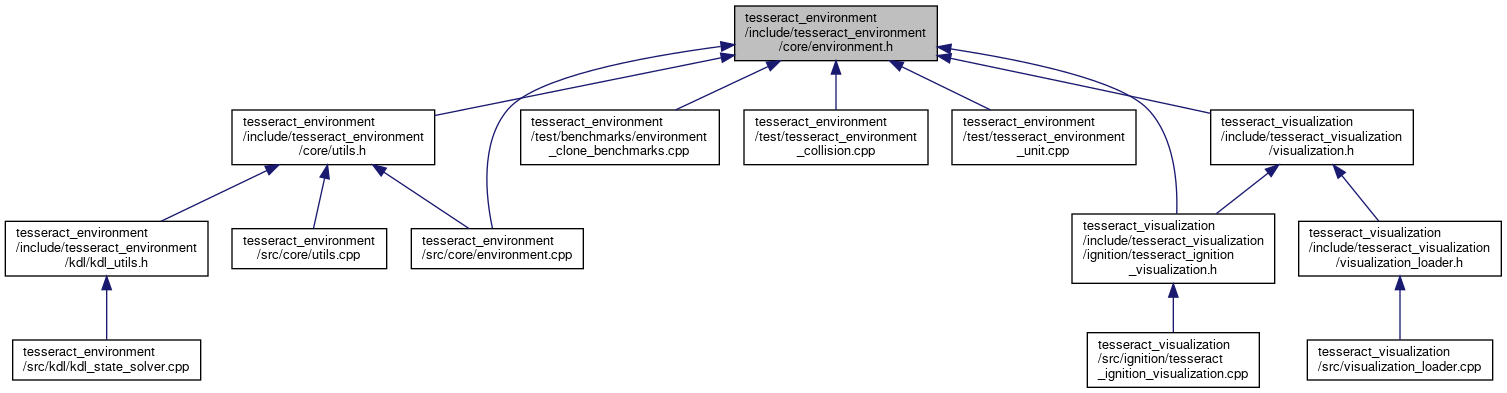 tesseract_environment
/include/tesseract_environment
/core/environment.h
tesseract_environment
/include/tesseract_environment
/core/utils.h
tesseract_environment
/test/benchmarks/environment
_clone_benchmarks.cpp
tesseract_environment
/test/tesseract_environment
_collision.cpp
tesseract_environment
/test/tesseract_environment
_unit.cpp
tesseract_visualization
/include/tesseract_visualization
/visualization.h
tesseract_environment
/include/tesseract_environment
/kdl/kdl_utils.h
tesseract_environment
/src/core/utils.cpp
tesseract_environment
/src/core/environment.cpp
tesseract_visualization
/include/tesseract_visualization
/ignition/tesseract_ignition
_visualization.h
tesseract_visualization
/include/tesseract_visualization
/visualization_loader.h
tesseract_environment
/src/kdl/kdl_state_solver.cpp
tesseract_visualization
/src/ignition/tesseract
_ignition_visualization.cpp
tesseract_visualization
/src/visualization_loader.cpp